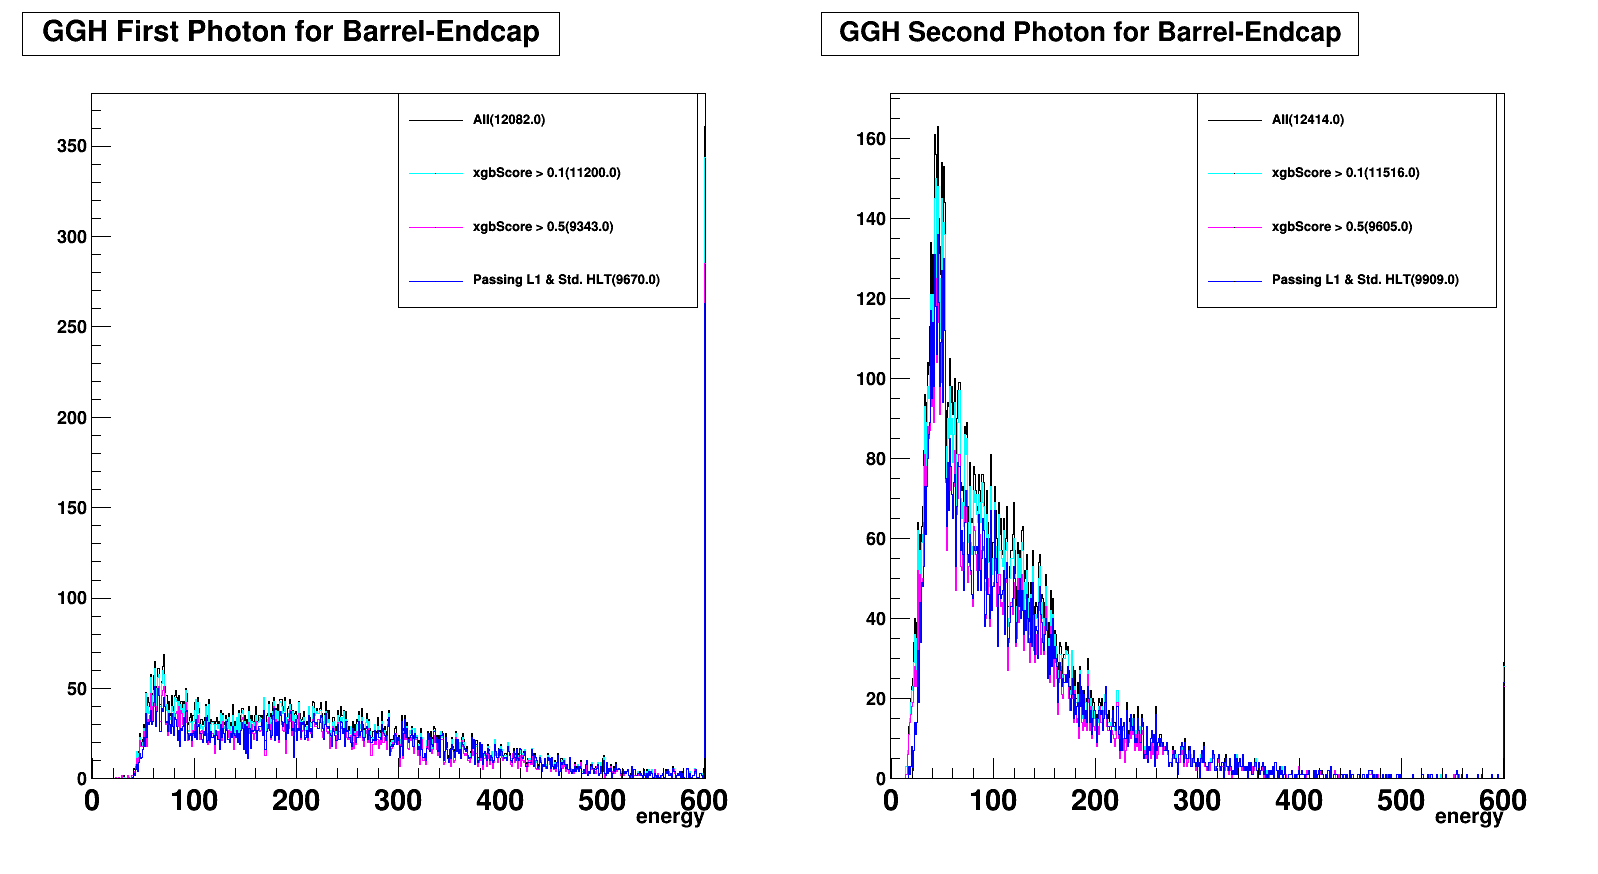 GGH First Photon for Barrel-Endcap
All(12082.0)
xgbScore > 0.1(11200.0)
xgbScore > 0.5(9343.0)
Passing L1 & Std. HLT(9670.0)
350
300
250
200
150
100
50
0
0 100 200 300 400 500 600
energy
GGH Second Photon for Barrel-Endcap
All(12414.0)
xgbScore > 0.1(11516.0)
xgbScore > 0.5(9605.0)
Passing L1 & Std. HLT(9909.0)
160
140
120
100
80
60
40
20
0
0 100 200 300 400 500 600
energy